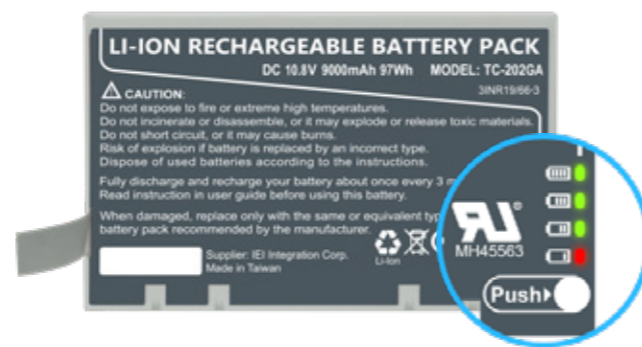 LI-ION RECHARGEABLE BATTERY PACK
DC 10.8V 9000mAh 97Wh MODEL: TC-202GA
3INR19/66-3
CAUTION:
Do not expose to fire or extreme high temperatures.
Do not incinerate or disassemble, or it may explode or release toxic materials.
Do not short circuit, or it may cause burns.
Risk of explosion if battery is replaced by an incorrect type.
Dispose of used batteries according to the instructions.
Fully discharge and recharge your battery about once every 3 m
Read instruction in user guide before using this battery.
When damaged, replace only with the same or equivalent typ
battery pack recommended by the manufacturer.
Li-Ion
Supplier: IEI Integration Corp.
Made in Taiwan
RU®
MH45563
Push